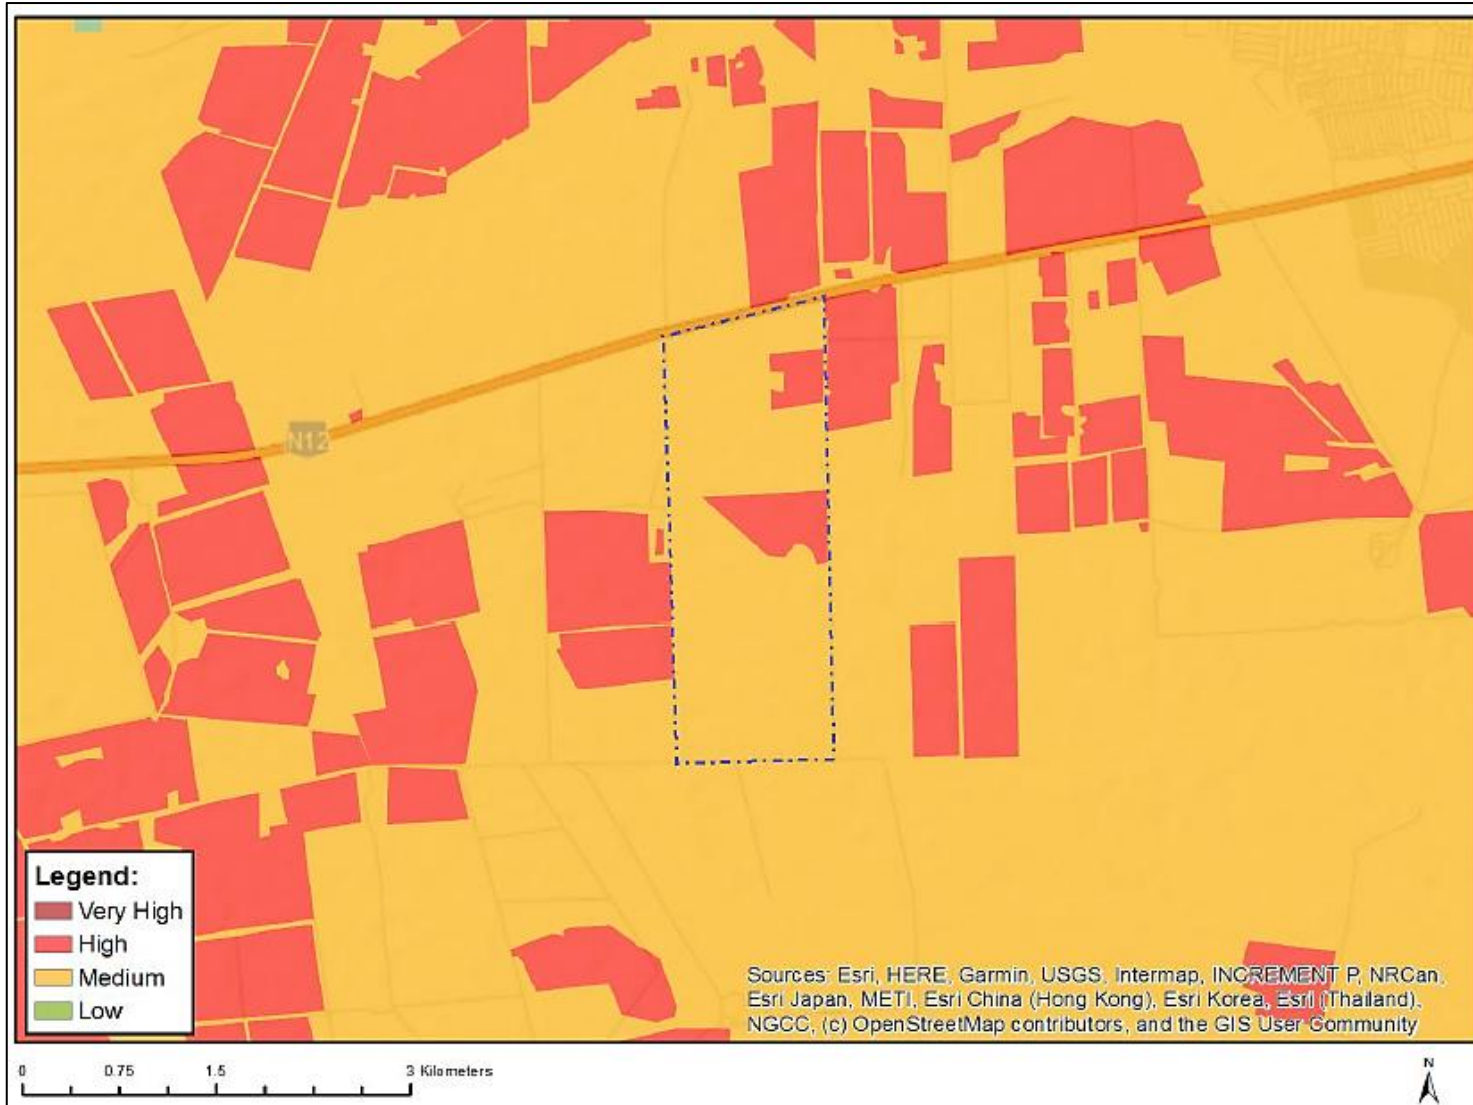 N12
Legend:
Very High
High
Medium
Low
Sources: Esri, HERE, Garmin, USGS, Intermap, INCREMENT P, NRCan,
Esri Japan, METI, Esri China (Hong Kong), Esri Korea, Esri (Thailand),
NGCC, (c) OpenStreetMap contributors, and the GIS User Community
0 0.75 1.5 3 Kilometers
N